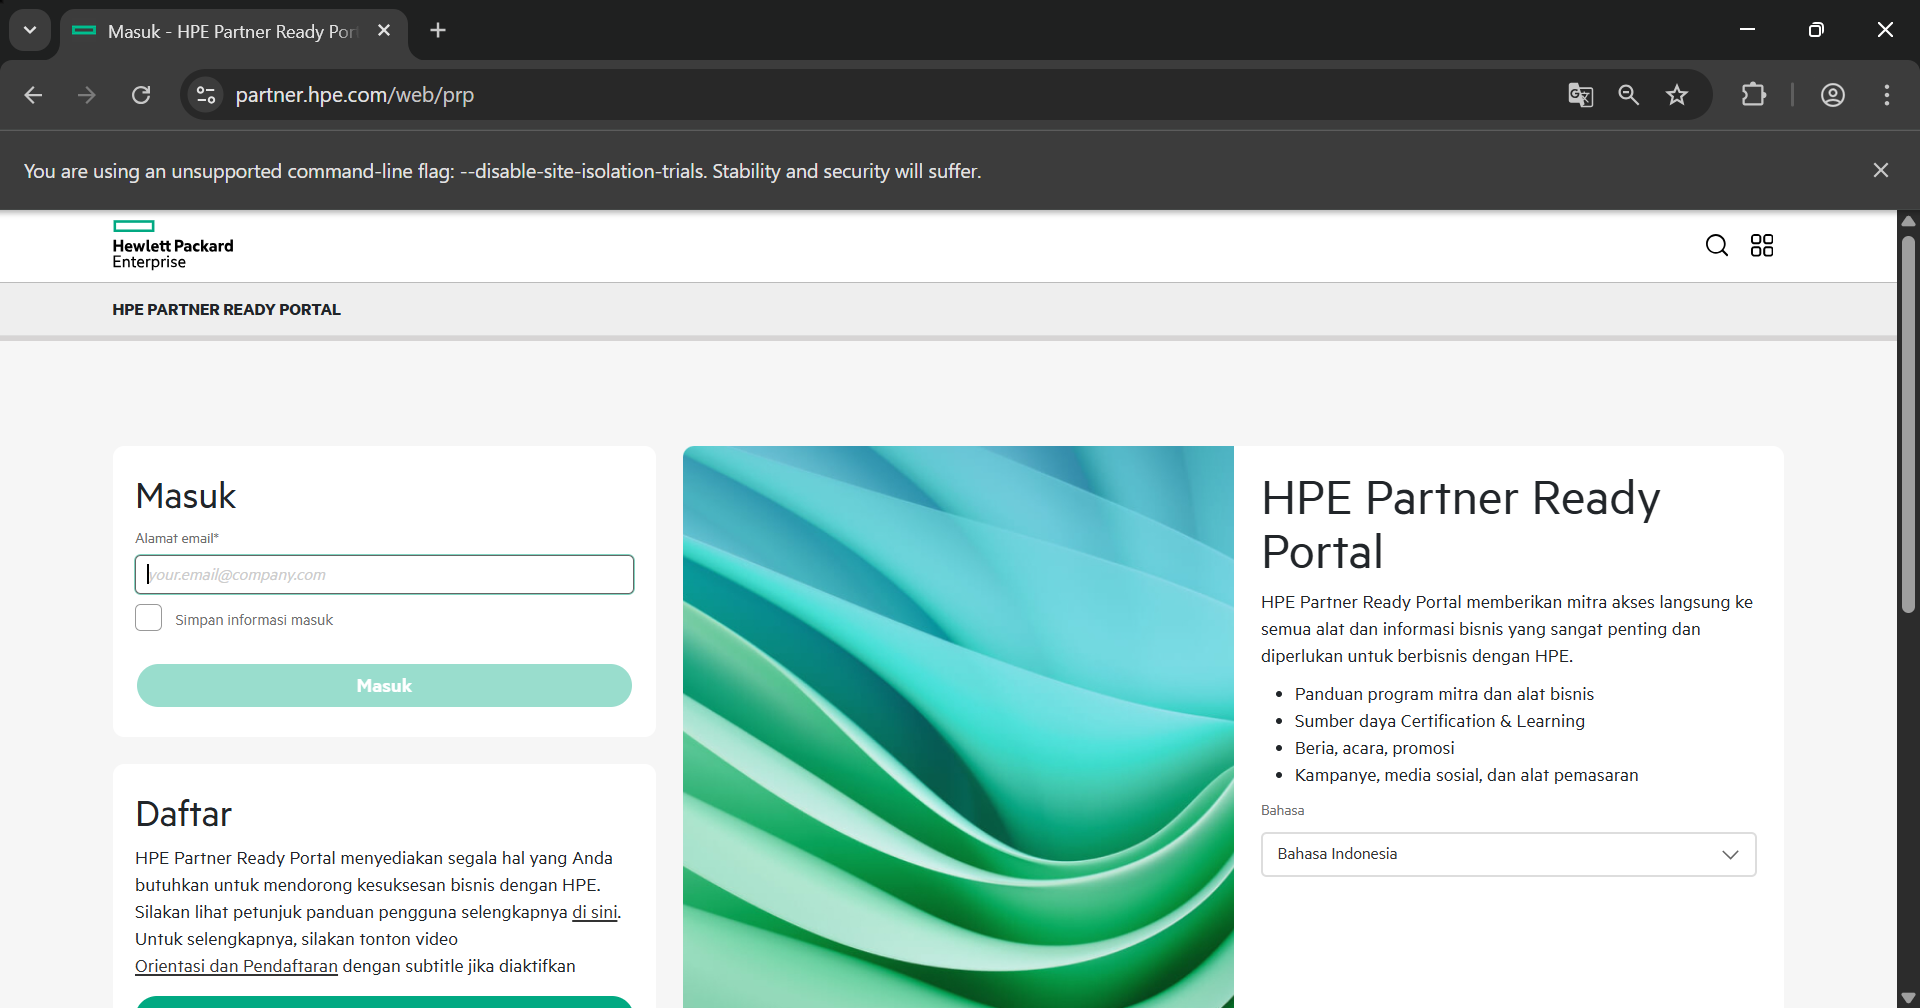 Masuk - HPE Partner Ready Por
partner.hpe.com/web/prp
You are using an unsupported command-line flag: --disable-site-isolation-trials. Stability and security will suffer.
Hewlett Packard
Enterprise
HPE PARTNER READY PORTAL
Masuk
Alamat email*
your.email@company.com
Simpan informasi masuk
Masuk
Daftar
HPE Partner Ready Portal menyediakan segala hal yang Anda
butuhkan untuk mendorong kesuksesan bisnis dengan HPE.
Silakan lihat petunjuk panduan pengguna selengkapnya di sini.
Untuk selengkapnya, silakan tonton video
Orientasi dan Pendaftaran dengan subtitle jika diaktifkan
HPE Partner Ready
Portal
HPE Partner Ready Portal memberikan mitra akses langsung ke
semua alat dan informasi bisnis yang sangat penting dan
diperlukan untuk berbisnis dengan HPE.
• Panduan program mitra dan alat bisnis
• Sumber daya Certification & Learning
• Beria, acara, promosi
• Kampanye, media sosial, dan alat pemasaran
Bahasa
Bahasa Indonesia